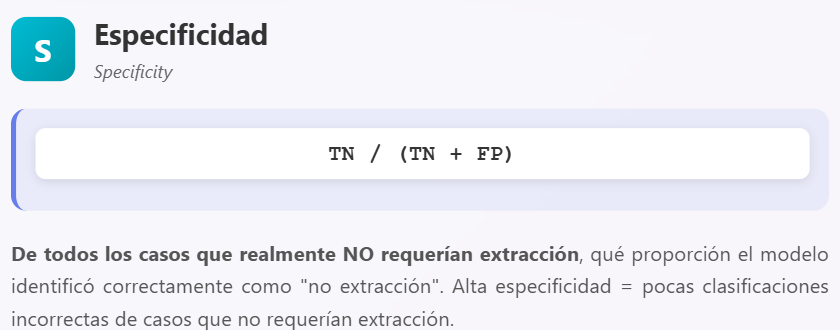 S
Especificidad
Specificity
TN / (TN + FP)
De todos los casos que realmente NO requerían extracción, qué proporción el modelo
identificó correctamente como "no extracción". Alta especificidad = pocas clasificaciones
incorrectas de casos que no requerían extracción.